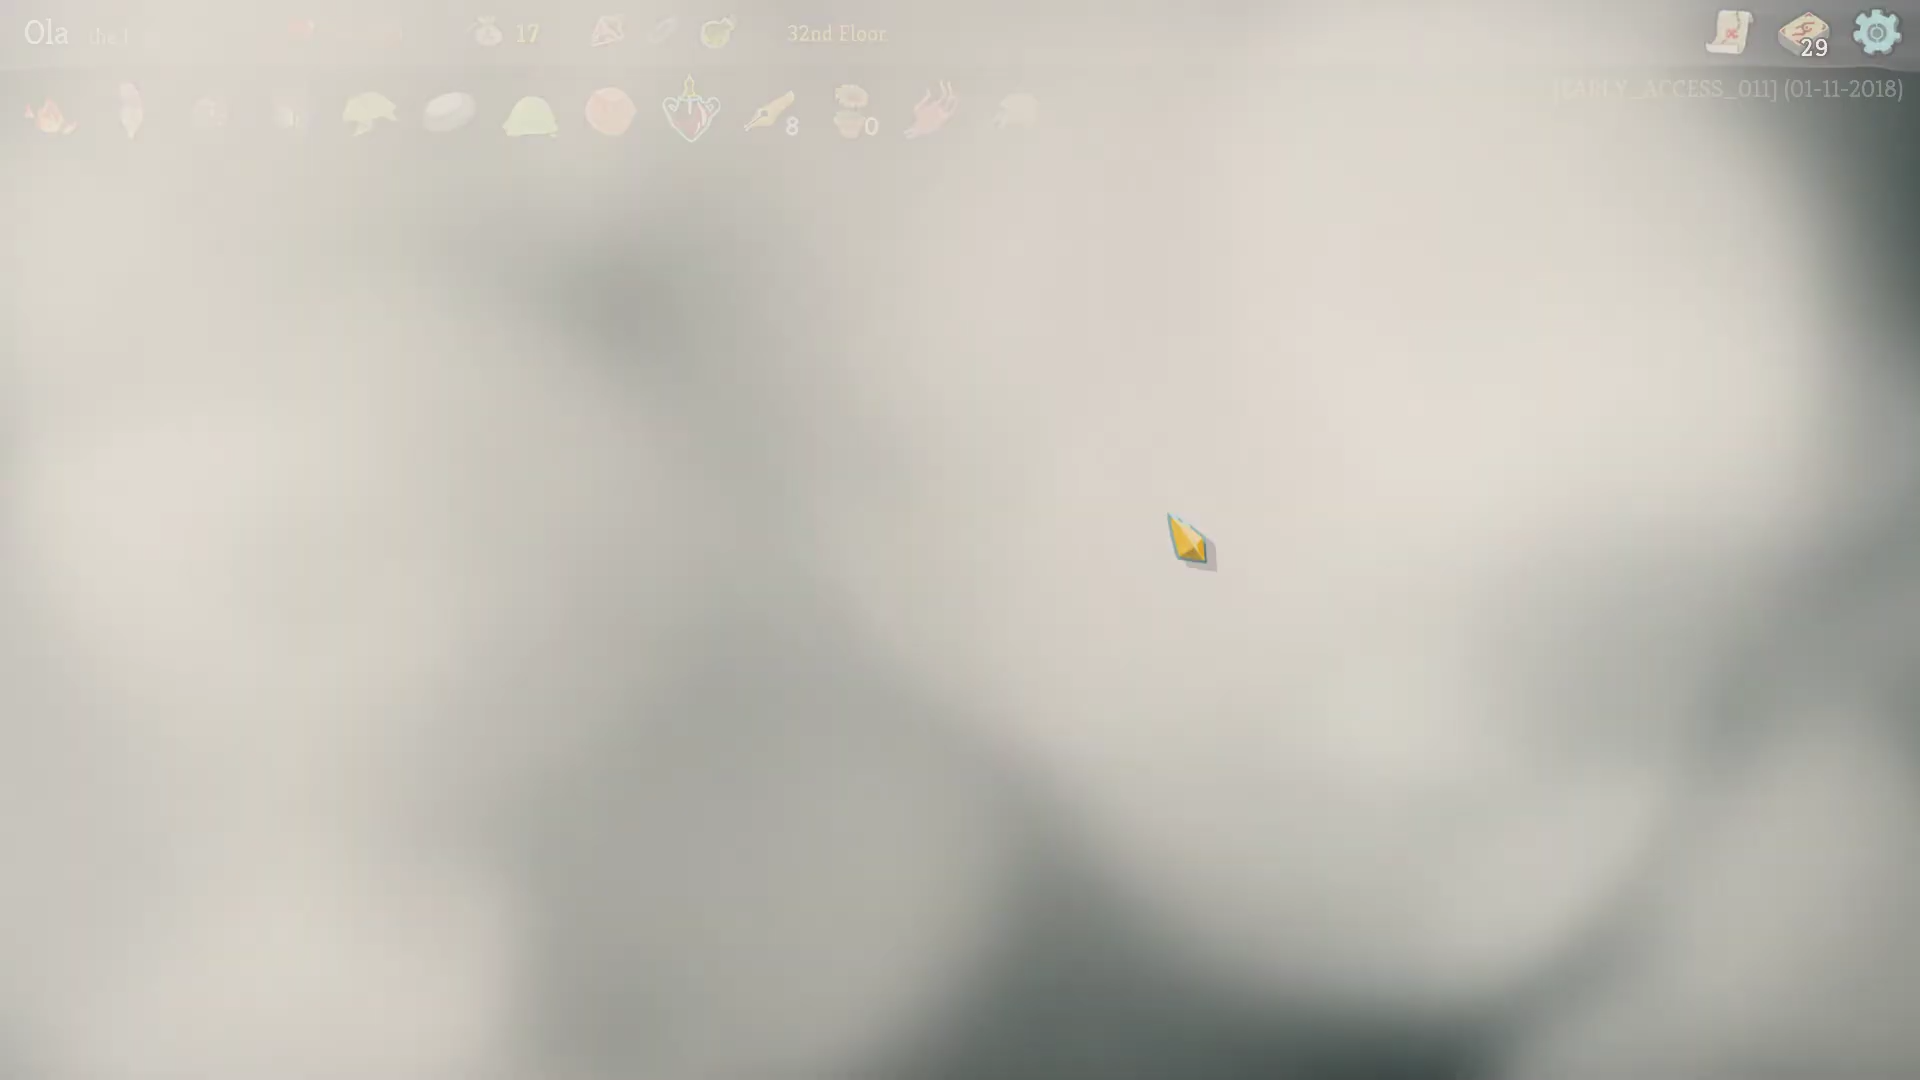 Ola
17
32nd Floor
29
[EARLY_ACCESS_011] (01-11-2018)
8
0